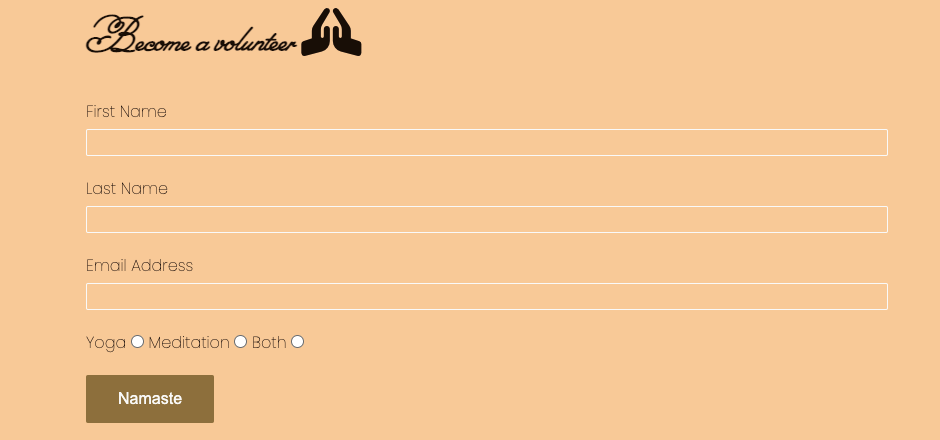 Become a volunteer
First Name
Last Name
Email Address
Yoga Meditation Both
Namaste